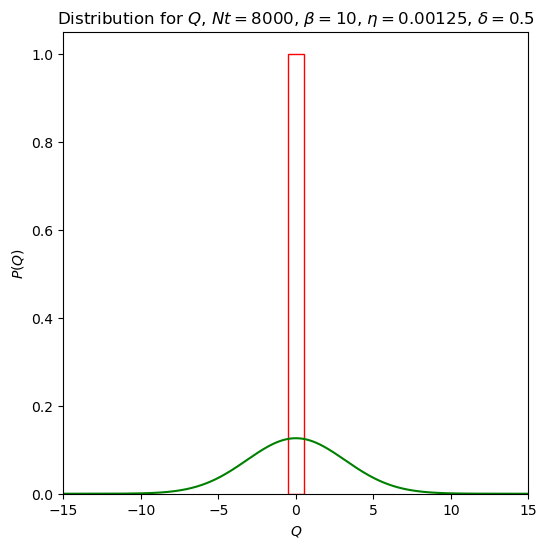 Distribution for Q, Nt = 8000, β = 10, η = 0.00125, δ = 0.5
1.0
0.8
0.6
P(Q)
0.4
0.2
0.0
−15 −10 −5 0 5 10 15
Q